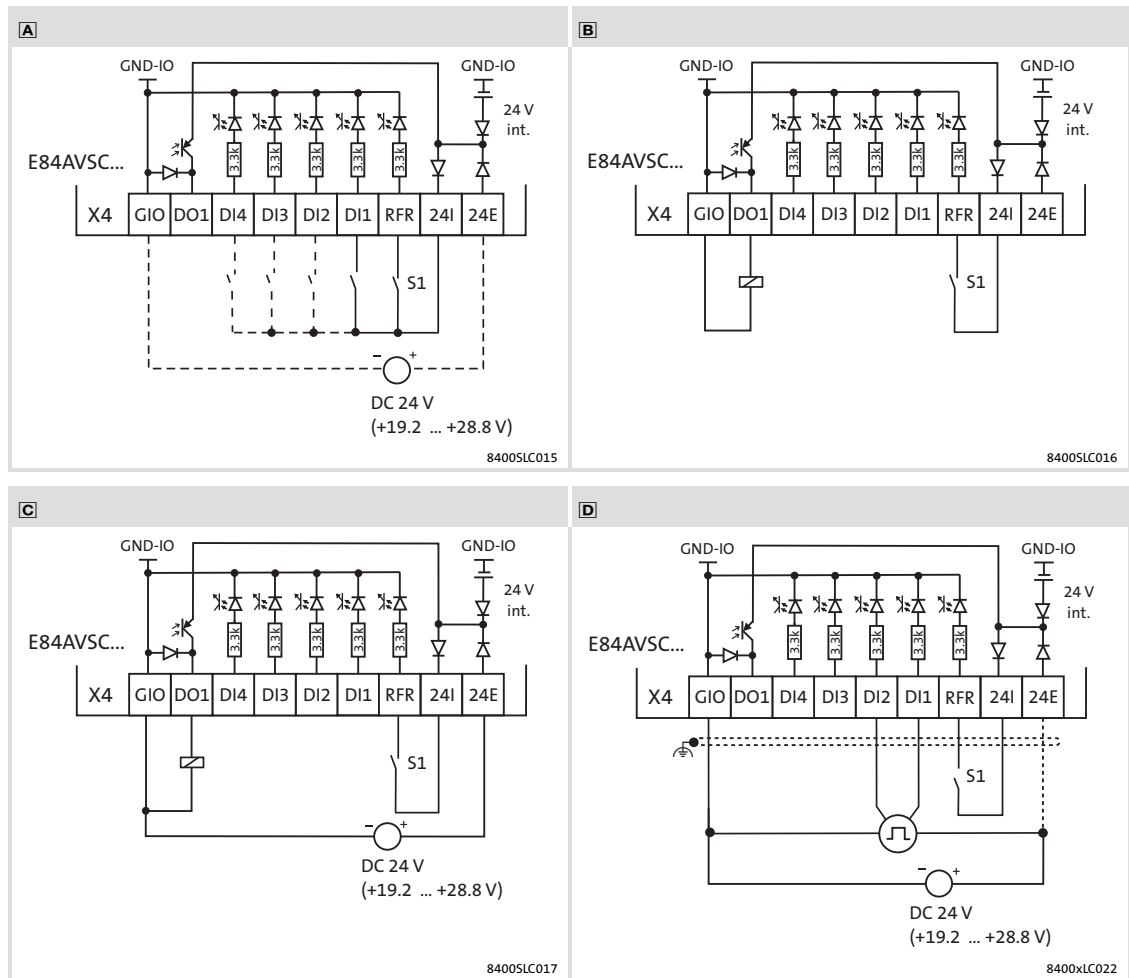 A
GND-IO
GND-IO
24 V
int.
E84AVSC...
3.3k 3.3k 3.3k 3.3k 3.3k
X4 GIO DO1 DI4 DI3 DI2 DI1 RFR 24I 24E
S1
− +
DC 24 V
(+19.2 ... +28.8 V)
8400SLC015
B
GND-IO
GND-IO
24 V
int.
E84AVSC...
3.3k 3.3k 3.3k 3.3k 3.3k
X4 GIO DO1 DI4 DI3 DI2 DI1 RFR 24I 24E
S1
8400SLC016
C
GND-IO
GND-IO
24 V
int.
E84AVSC...
3.3k 3.3k 3.3k 3.3k 3.3k
X4 GIO DO1 DI4 DI3 DI2 DI1 RFR 24I 24E
S1
− +
DC 24 V
(+19.2 ... +28.8 V)
8400SLC017
D
GND-IO
GND-IO
24 V
int.
E84AVSC...
3.3k 3.3k 3.3k 3.3k 3.3k
X4 GIO DO1 DI4 DI3 DI2 DI1 RFR 24I 24E
S1
− +
DC 24 V
(+19.2 ... +28.8 V)
8400xLC022